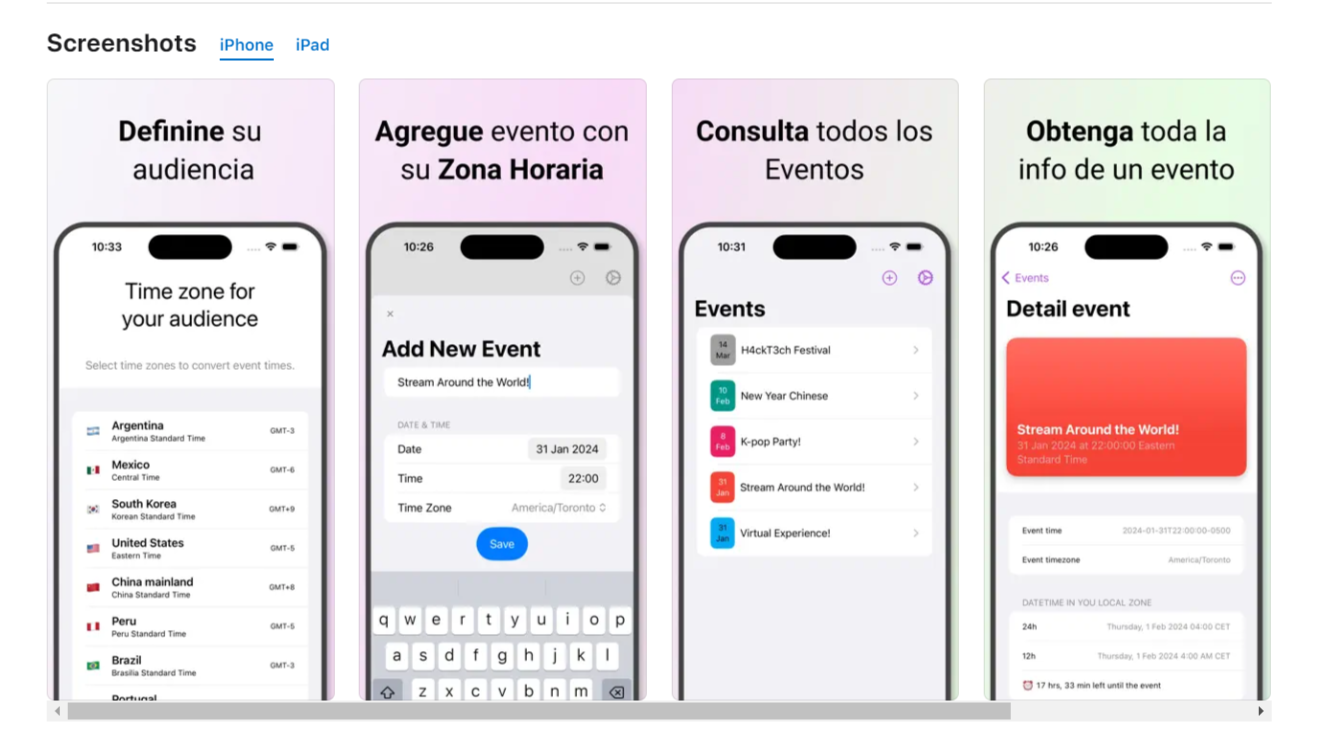 Screenshots iPhone iPad
Definine su
audiencia
10:33
Time zone for
your audience
Select time zones to convert event times.
Argentina
Argentina Standard Time
GMT-3
Mexico
Central Time
GMT-6
South Korea
Korean Standard Time
GMT+9
United States
Eastern Time
GMT-5
China mainland
China Standard Time
GMT+8
Peru
Peru Standard Time
GMT-5
Brazil
Brasilia Standard Time
GMT-3
Portugal
Agregue evento con
su Zona Horaria
10:26
Add New Event
Stream Around the World!
DATE & TIME
Date 31 Jan 2024
Time 22:00
Time Zone America/Toronto
Save
q w e r t y u i o p
a s d f g h j k l
z x c v b n m
Consulta todos los
Eventos
10:31
Events
14
Mar
H4ckT3ch Festival
10
Feb
New Year Chinese
8
Feb
K-pop Party!
31
Jan
Stream Around the World!
31
Jan
Virtual Experience!
Obtenga toda la
info de un evento
10:26
Events
Detail event
Stream Around the World!
31 Jan 2024 at 22:00:00 Eastern
Standard Time
Event time 2024-01-31T22:00:00-0500
Event timezone America/Toronto
DATETIME IN YOU LOCAL ZONE
24h Thursday, 1 Feb 2024 04:00 CET
12h Thursday, 1 Feb 2024 4:00 AM CET
17 hrs, 33 min left until the event